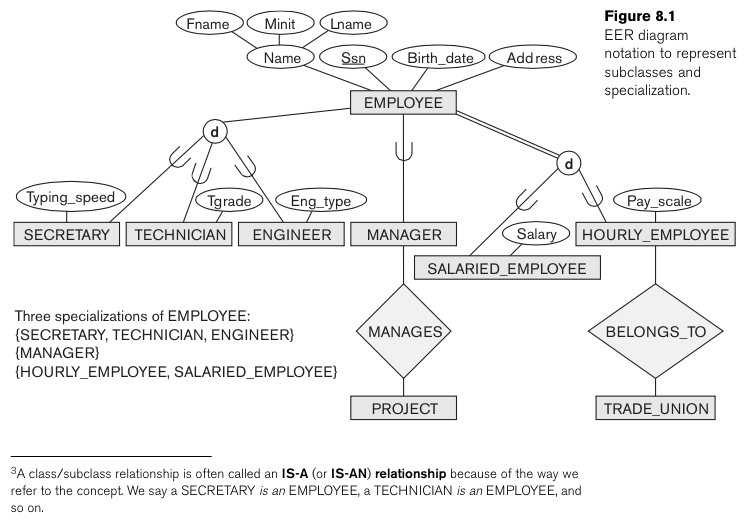 Figure 8.1
EER diagram
notation to represent
subclasses and
specialization.
Fname
Minit
Lname
Name
Ssn
Birth_date
Address
EMPLOYEE
d
d
Typing_speed
Tgrade
Eng_type
Pay_scale
SECRETARY
TECHNICIAN
ENGINEER
MANAGER
Salary
HOURLY_EMPLOYEE
SALARIED_EMPLOYEE
Three specializations of EMPLOYEE:
{SECRETARY, TECHNICIAN, ENGINEER}
{MANAGER}
{HOURLY_EMPLOYEE, SALARIED_EMPLOYEE}
MANAGES
BELONGS_TO
PROJECT
TRADE_UNION
3A class/subclass relationship is often called an IS-A (or IS-AN) relationship because of the way we
refer to the concept. We say a SECRETARY is an EMPLOYEE, a TECHNICIAN is an EMPLOYEE, and
so on.